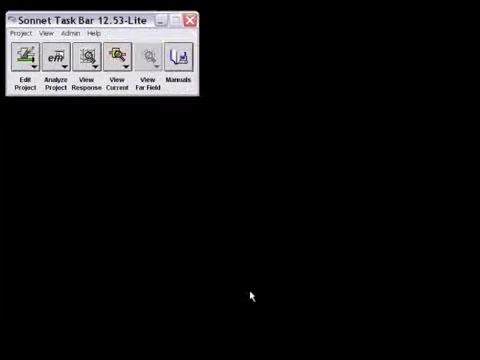 Sonnet Task Bar 12.53-Lite
Project View Admin Help
em
Edit Project
Analyze Project
View Response
View Current
View Far Field
Manuals